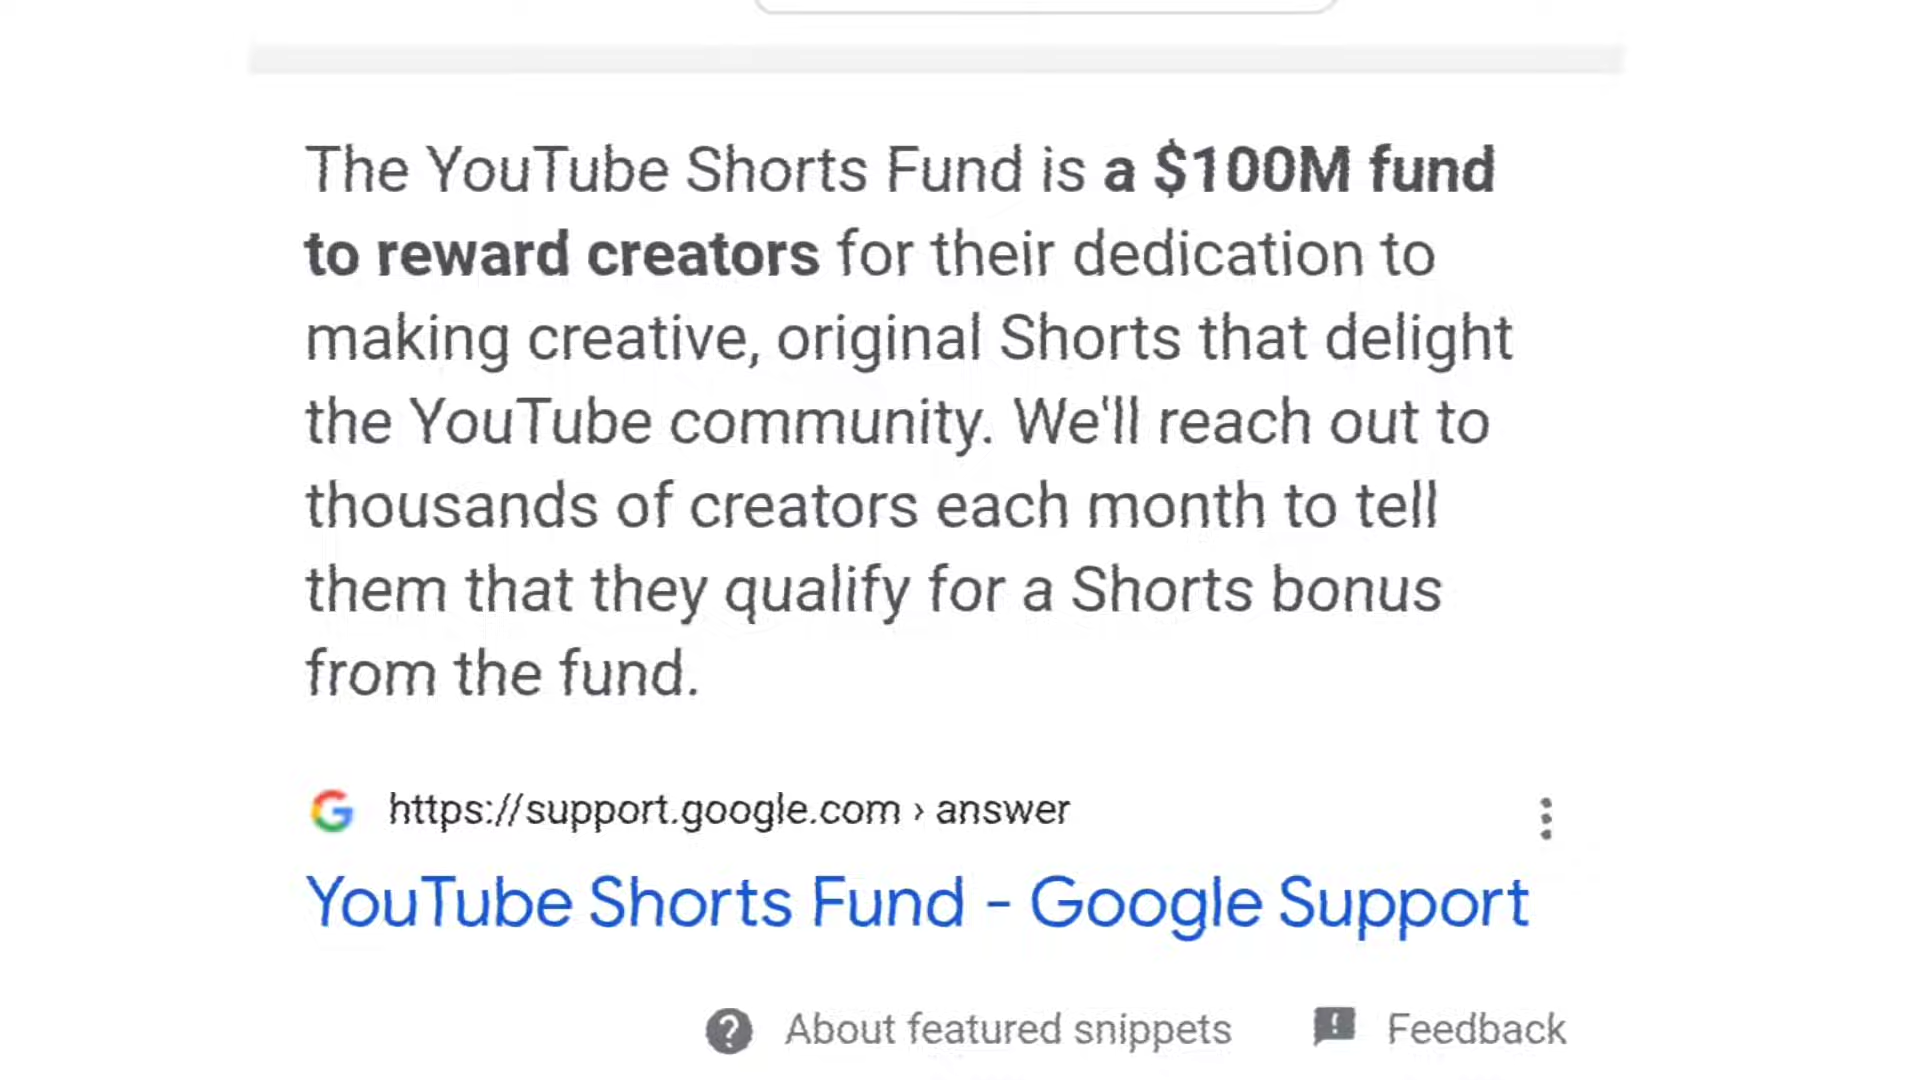 The YouTube Shorts Fund is a $100M fund
to reward creators for their dedication to
making creative, original Shorts that delight
the YouTube community. We'll reach out to
thousands of creators each month to tell
them that they qualify for a Shorts bonus
from the fund.
https://support.google.com › answer
YouTube Shorts Fund - Google Support
About featured snippets
Feedback